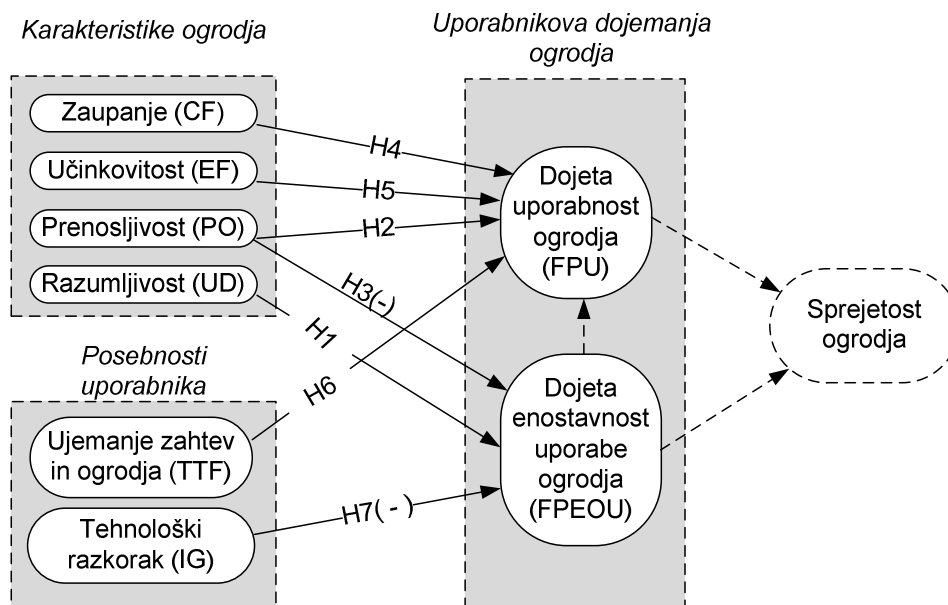 Karakteristike ogrodja
Zaupanje (CF)
Učinkovitost (EF)
Prenosljivost (PO)
Razumljivost (UD)
Posebnosti
uporabnika
Ujemanje zahtev
in ogrodja (TTF)
Tehnološki
razkorak (IG)
H4
H5
H2
H3(-)
H1
H6
H7( - )
Uporabnikova dojemanja
ogrodja
Dojeta
uporabnost
ogrodja
(FPU)
Dojeta
enostavnost
uporabe
ogrodja
(FPEOU)
Sprejetost
ogrodja